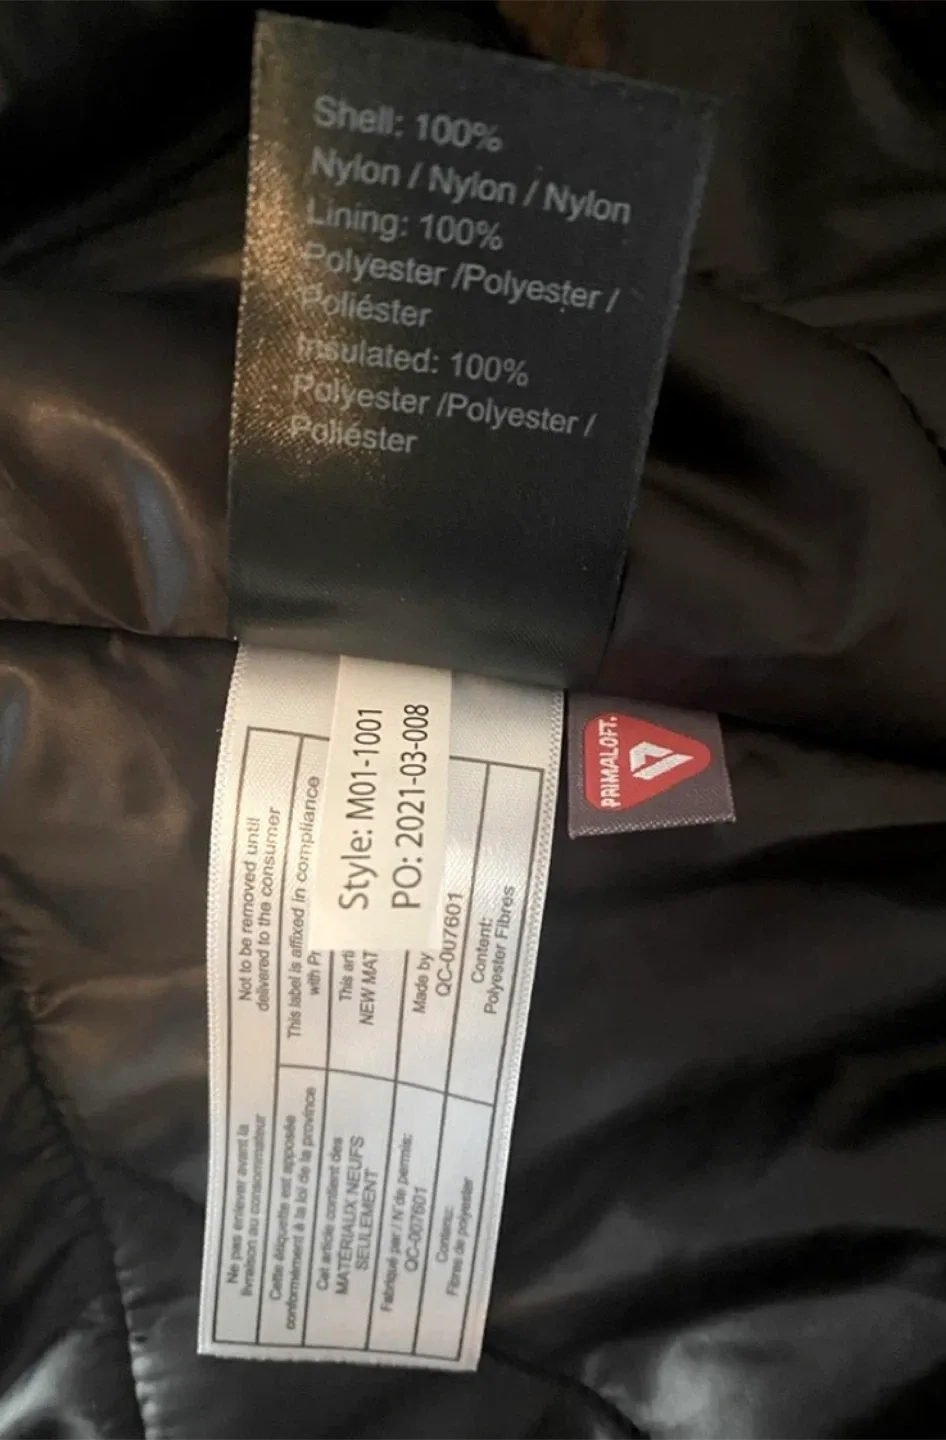 Shell: 100%
Nylon / Nylon / Nylon
Lining: 100%
Polyester /Polyester /
Poliéster
Insulated: 100%
Polyester /Polyester /
Poliéster
Style: M01-1001
PO: 2021-03-008
PRIMALOFT.
Not to be removed until
delivered to the consumer
This label is affixed in compliance
with
This
NEW
Made by
QC-007601
Content:
Polyester Fibres
Ne pas enlever avant la
livraison au consommateur
Cette étiquette est apposée
conformément à la loi de la province
Cet article contient des
MATÉRIAUX NEUFS
SEULEMENT
Fabriqué par / N° de permis:
QC-007601
Contenu:
Fibres de polyester